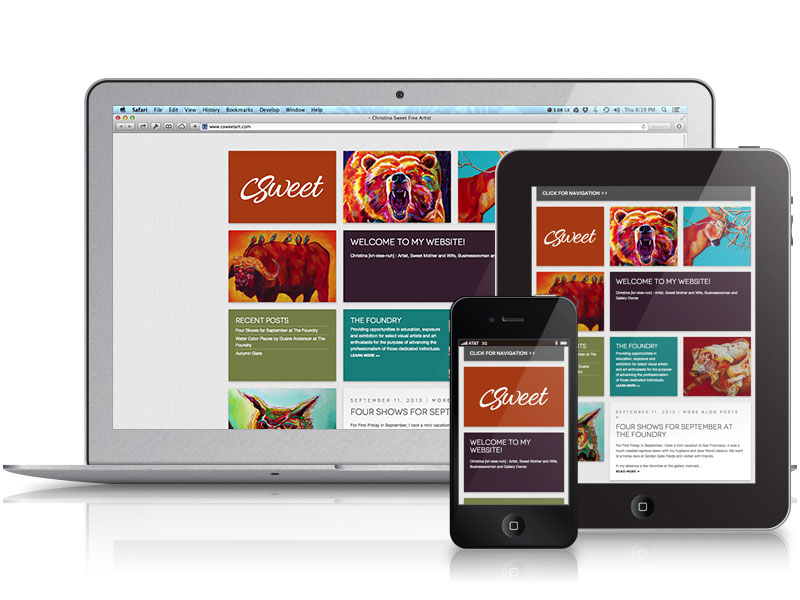 Safari File Edit View History Bookmarks Develop Window Help
Thu 8:39 PM
Christina Sweet Fine Artist
www.csweetart.com
CSweet
WELCOME TO MY WEBSITE!
Christina [kri-stee-nuh] : Artist, Sweet Mother and Wife, Businesswoman and
RECENT POSTS
Four Shows for September at The Foundry
Water Color Places by Duane Anderson at The
Foundry
Autumn Glare
THE FOUNDRY
Providing opportunities in education, exposure
and exhibition for select visual artists and art
enthusiasts for the purpose of advancing the
professionalism of those dedicated individuals.
LEARN MORE >>
SEPTEMBER 11, 2013 | MORE
FOUR SHOWS FOR SEPT
For First Friday in September, I took a mini vacation
CLICK FOR NAVIGATION >>
CSweet
WELCOME TO MY WEBSITE!
Christina [kri-stee-nuh] : Artist, Sweet Mother and Wife, Businesswoman and
Gallery Owner.
STS
September at The
Duane
Foundry
THE FOUNDRY
Providing opportunities in
education, exposure and
exhibition for select visual artists
and art enthusiasts for the
purpose of advancing the
professionalism of those
dedicated individuals.
LEARN MORE >>
SEPTEMBER 11, 2013 | MORE BLOG POSTS
FOUR SHOWS FOR SEPTEMBER AT
THE FOUNDRY
For First Friday in September, I took a mini vacation to San Francisco. It was a
much needed reprieve taken with my husband and dear friend Jessica. We went
to a horse race at Golden Gate Fields and visited with friends.
In my absence a few favorites at the gallery manned...
READ MORE >
AT&T 3G
CLICK FOR NAVIGATION >>
CSweet
WELCOME TO MY
WEBSITE!
Christina [kri-stee-nuh] : Artist, Sweet Mother and Wife,
Businesswoman and Gallery Owner.